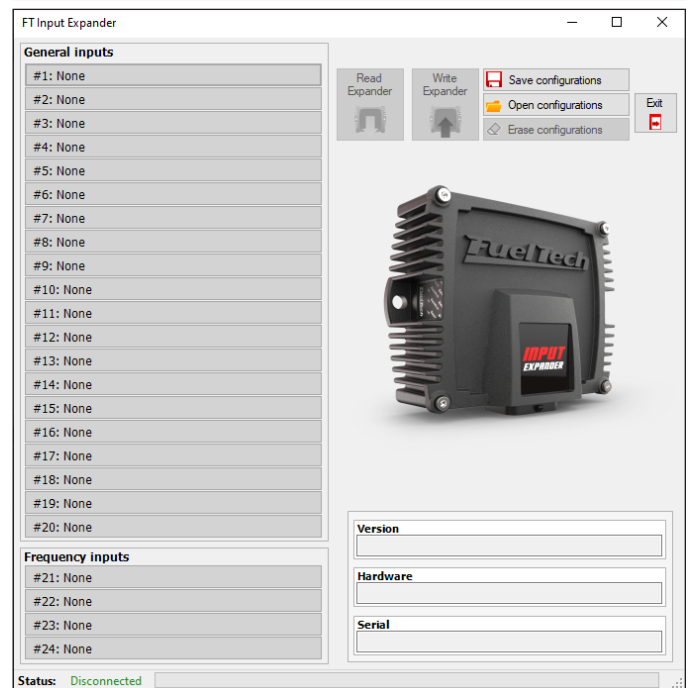 FT Input Expander
General inputs
#1: None
#2: None
#3: None
#4: None
#5: None
#6: None
#7: None
#8: None
#9: None
#10: None
#11: None
#12: None
#13: None
#14: None
#15: None
#16: None
#17: None
#18: None
#19: None
#20: None
Frequency inputs
#21: None
#22: None
#23: None
#24: None
Read
Expander
Write
Expander
Save configurations
Open configurations
Erase configurations
Exit
FuelTech
INPUT
EXPANDER
Version
Hardware
Serial
Status: Disconnected